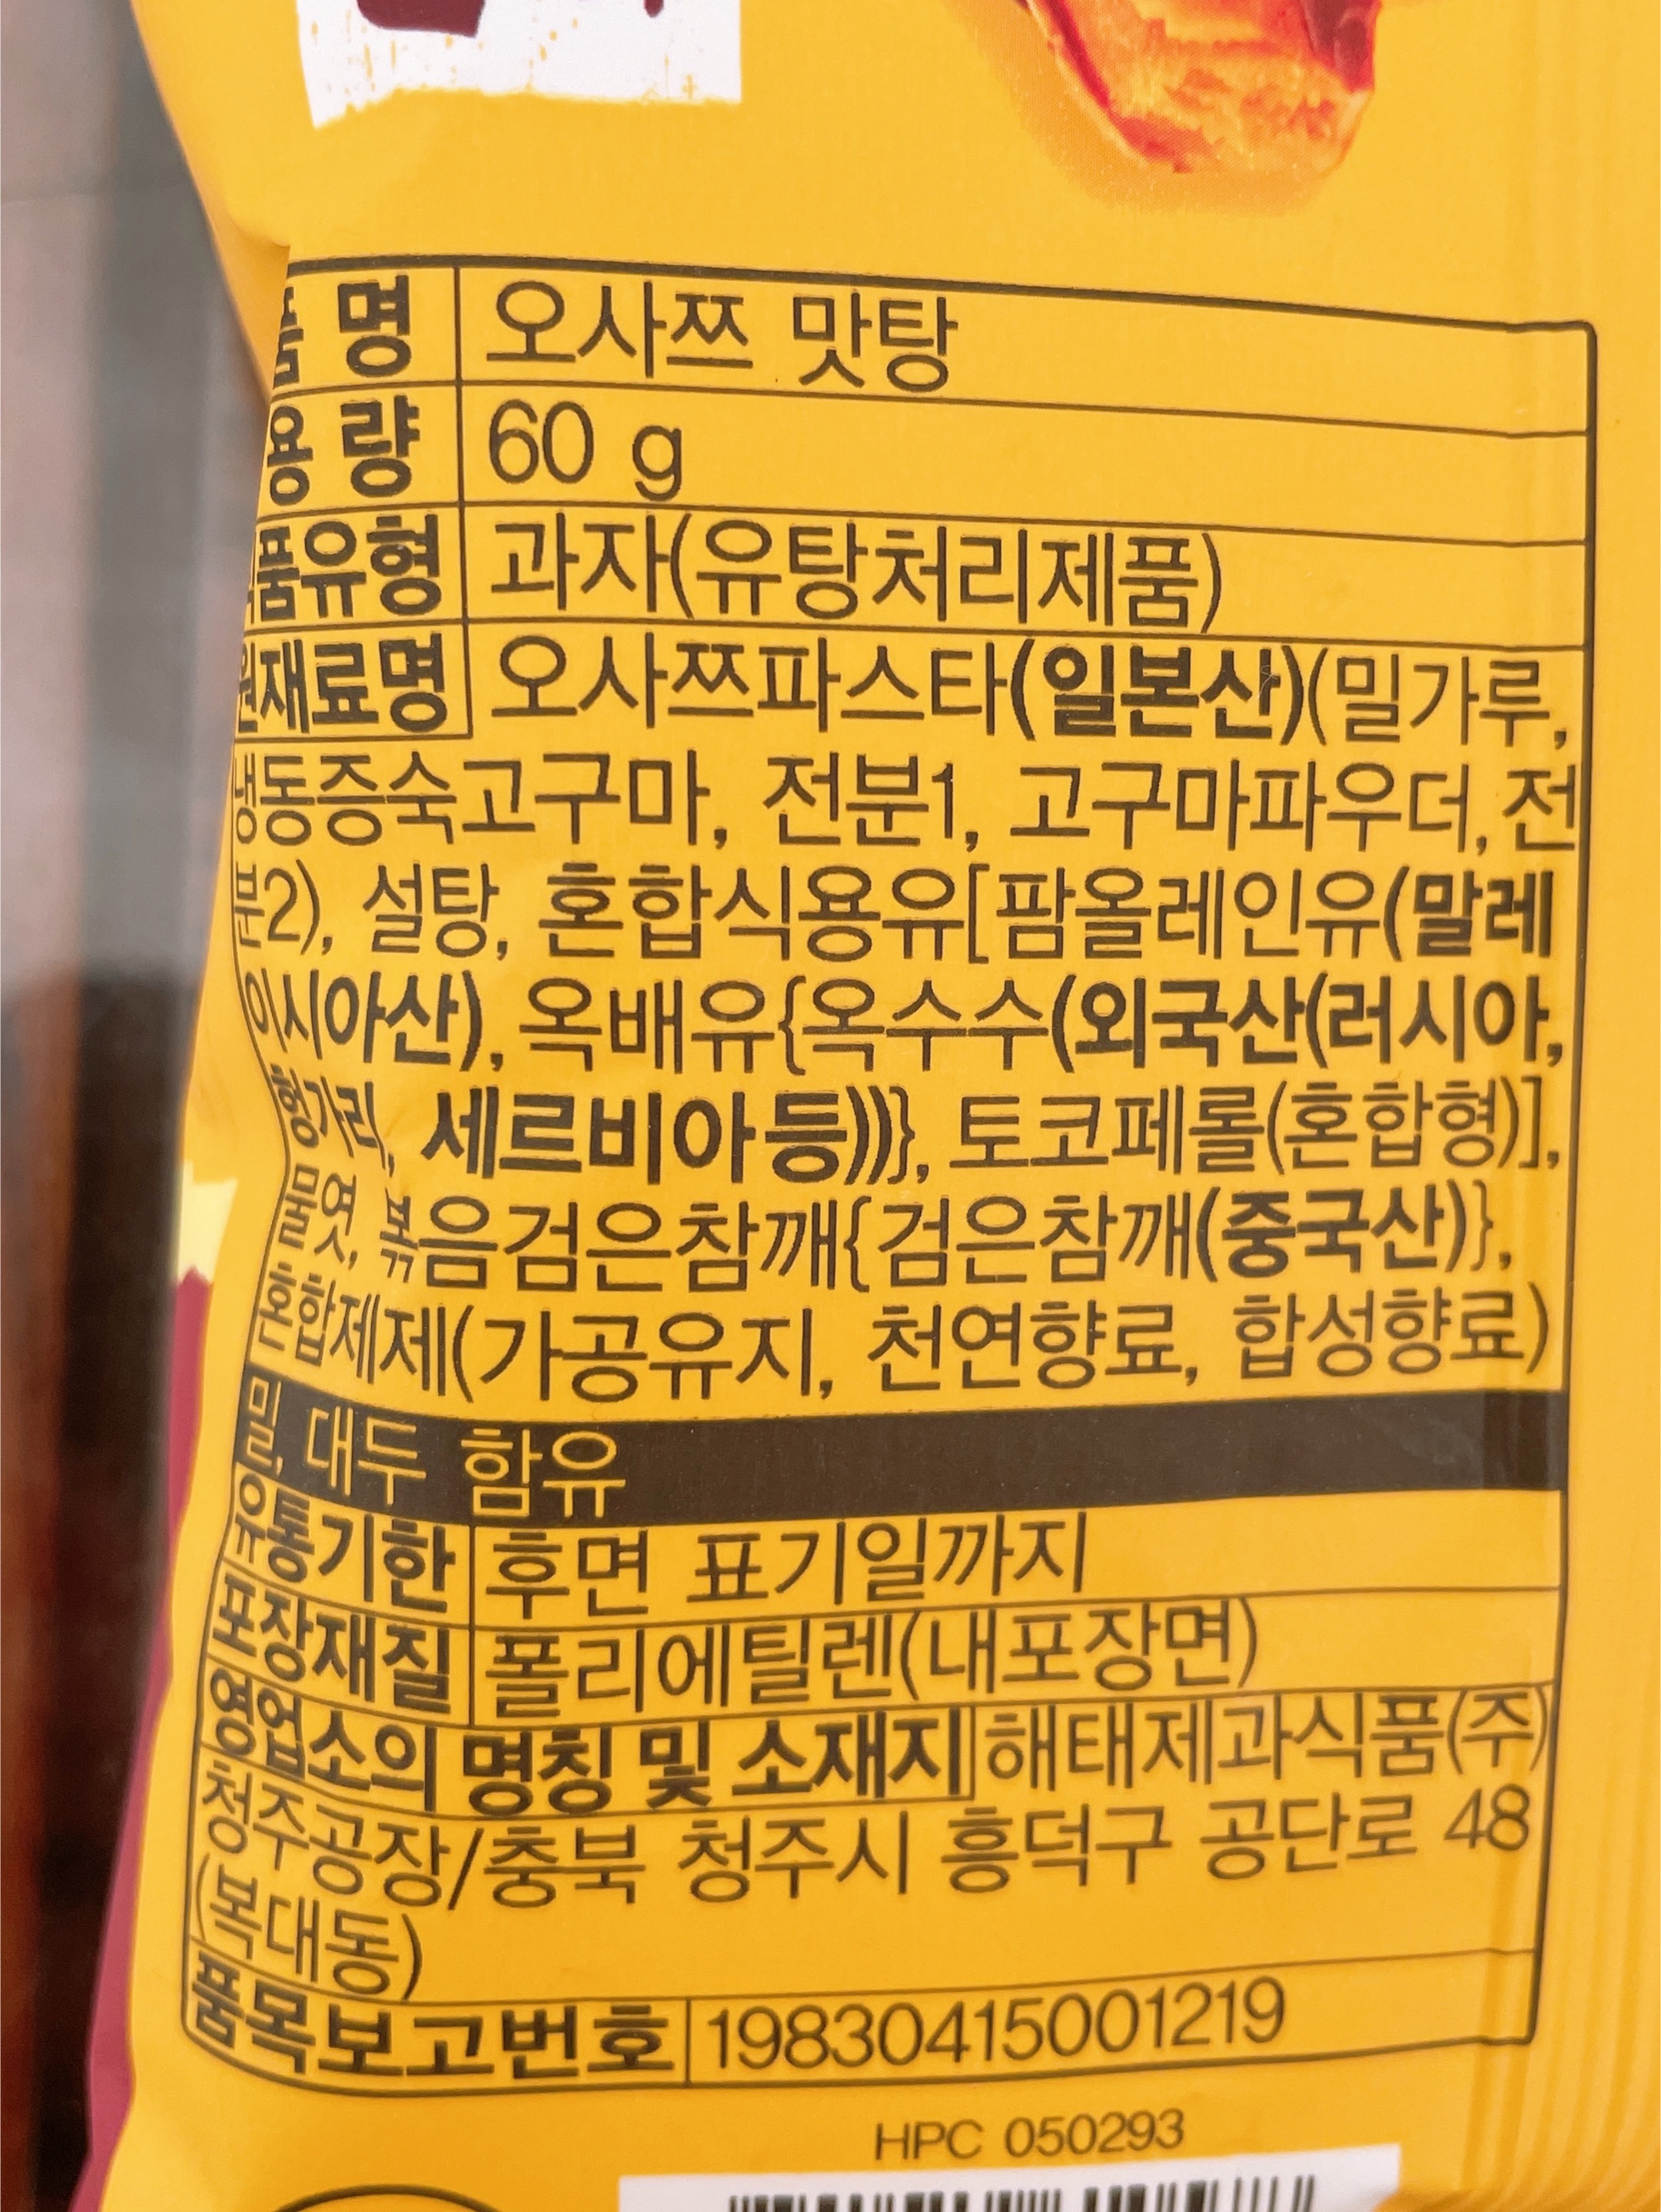 명 오사쯔 맛탕
용량 60 g
품유형 과자(유탕처리제품)
원재료명 오사쯔파스타(일본산)(밀가루,
냉동증숙고구마, 전분1, 고구마파우더, 전
분2), 설탕, 혼합식용유[팜올레인유(말레
이시아산), 옥배유{옥수수(외국산(러시아,
헝가리, 세르비아 등))}, 토코페롤(혼합형)],
물엿, 볶음검은참깨{검은참깨(중국산)},
혼합제제(가공유지, 천연향료, 합성향료)
밀, 대두 함유
유통기한 후면 표기일까지
포장재질 폴리에틸렌(내포장면)
영업소의 명칭 및 소재지 해태제과식품(주)
청주공장/충북 청주시 흥덕구 공단로 48
(복대동)
품목보고번호 19830415001219
HPC 050293